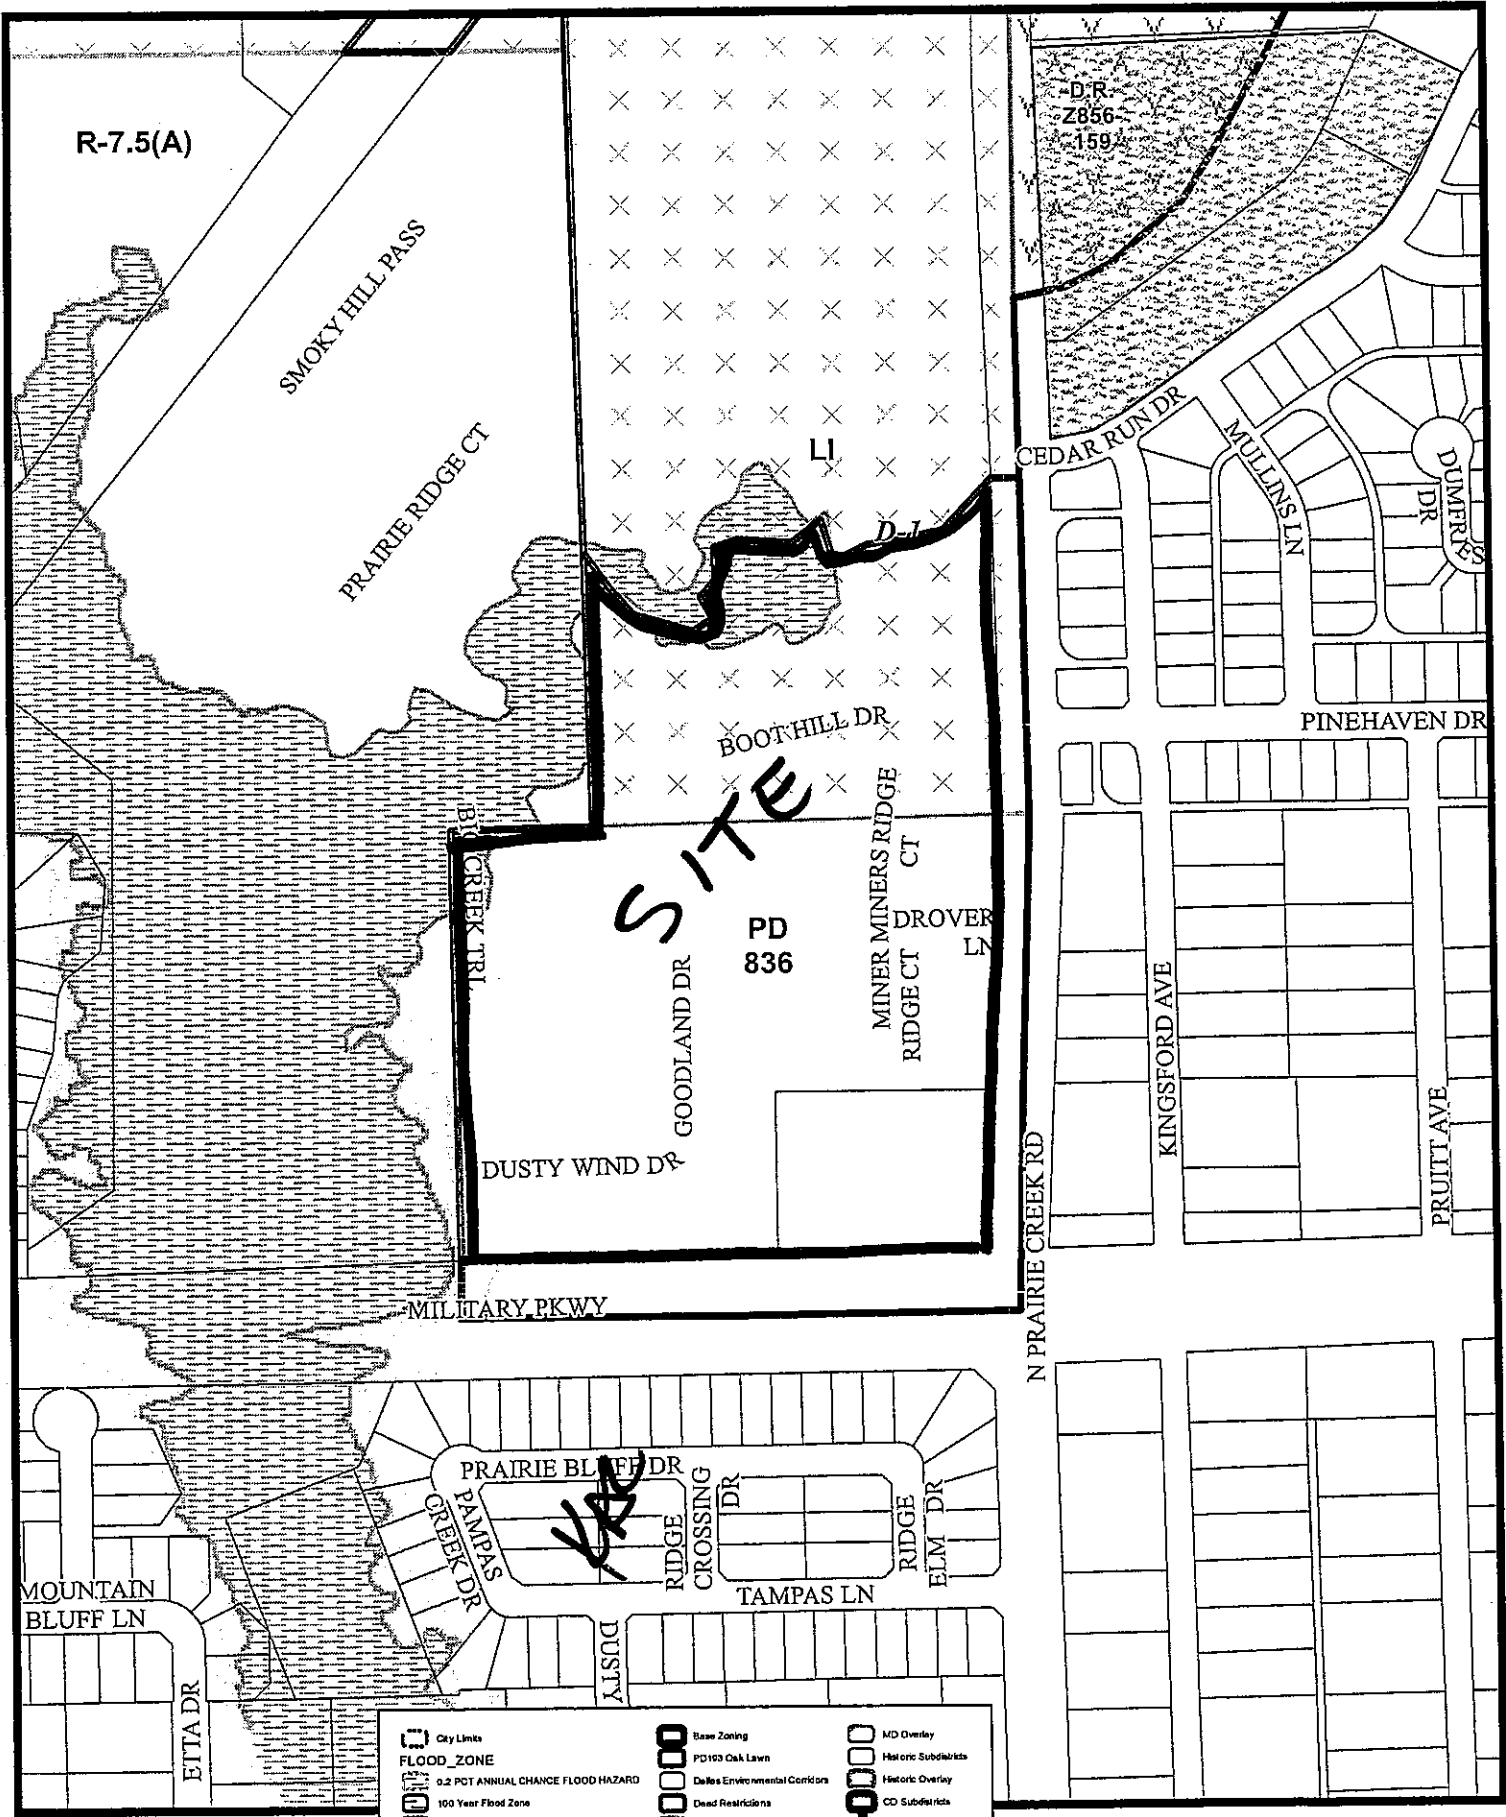 R-7.5(A)
D.R.
Z856-
159
SMOKY HILL PASS
PRAIRIE RIDGE CT
LI
D-1
CEDAR RUN DR
MULLINS LN
DUMFRIES
DR
PINEHAVEN DR
BOOTHILL DR
SITE
MINER MINERS RIDGE
CT
RIDGE CT
DROVER
LN
CREEK TRL
PD
836
GOODLAND DR
DUSTY WIND DR
KINGSFORD AVE
PRUITT AVE
N PRAIRIE CREEK RD
MILITARY PKWY
PRAIRIE BLUFF DR
VAC
PAMPAS
CREEK DR
RIDGE
CROSSING
DR
RIDGE
ELM DR
TAMPAS LN
MOUNTAIN
BLUFF LN
ETTA DR
DUSTY
City Limits
FLOOD_ZONE
0.2 PCT ANNUAL CHANCE FLOOD HAZARD
100 Year Flood Zone
Base Zoning
PD193 Oak Lawn
Dallas Environmental Corridors
Deed Restrictions
MD Overlay
Historic Subdistricts
Historic Overlay
CD Subdistricts